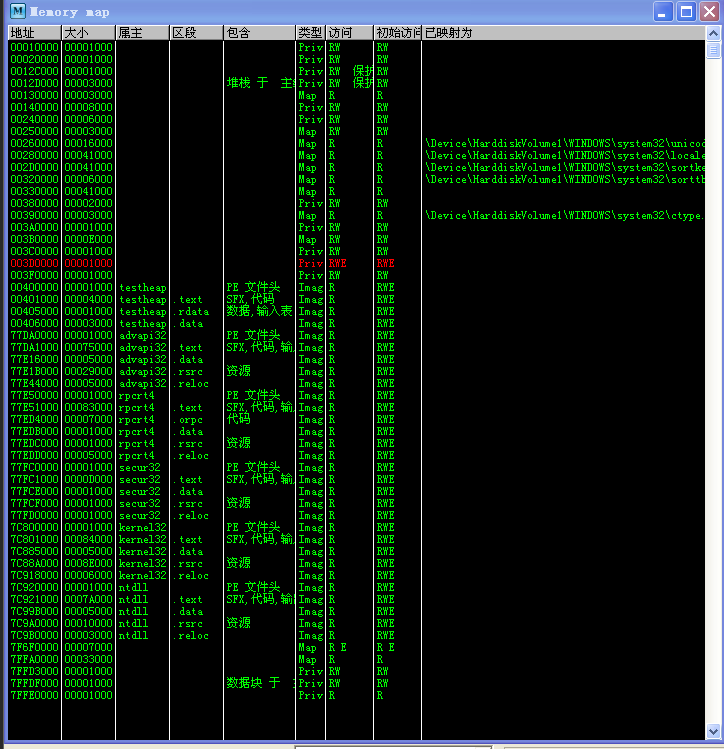 Memory map
地址 大小 属主 区段 包含 类型 访问 初始访问 已映射为
00010000 00001000 Priv RW RW
00020000 00001000 Priv RW RW
0012C000 00001000 Priv RW 保护 RW
0012D000 00003000 堆栈 于 主 Priv RW 保护 RW
00130000 00003000 Map R R
00140000 00008000 Priv RW RW
00240000 00006000 Priv RW RW
00250000 00003000 Map RW RW
00260000 00016000 Map R R \Device\HarddiskVolume1\WINDOWS\system32\unicod
00280000 00041000 Map R R \Device\HarddiskVolume1\WINDOWS\system32\locale
002D0000 00041000 Map R R \Device\HarddiskVolume1\WINDOWS\system32\sortke
00320000 00006000 Map R R \Device\HarddiskVolume1\WINDOWS\system32\sorttb
00330000 00041000 Map R R
00380000 00002000 Priv RW RW
00390000 00003000 Map R R \Device\HarddiskVolume1\WINDOWS\system32\ctype.
003A0000 00001000 Priv RW RW
003B0000 0000E000 Map RW RW
003C0000 00001000 Priv RW RW
003D0000 00001000 Priv RWE RWE
003F0000 00001000 Priv RW RW
00400000 00001000 testheap PE 文件头 Imag R RWE
00401000 00004000 testheap .text SFX,代码 Imag R RWE
00405000 00001000 testheap .rdata 数据,输入表 Imag R RWE
00406000 00003000 testheap .data Imag R RWE
77DA0000 00001000 advapi32 PE 文件头 Imag R RWE
77DA1000 00075000 advapi32 .text SFX,代码,输 Imag R RWE
77E16000 00005000 advapi32 .data Imag R RWE
77E1B000 00029000 advapi32 .rsrc 资源 Imag R RWE
77E44000 00005000 advapi32 .reloc Imag R RWE
77E50000 00001000 rpcrt4 PE 文件头 Imag R RWE
77E51000 00083000 rpcrt4 .text SFX,代码,输 Imag R RWE
77ED4000 00007000 rpcrt4 .orpc 代码 Imag R RWE
77EDB000 00001000 rpcrt4 .data Imag R RWE
77EDC000 00001000 rpcrt4 .rsrc 资源 Imag R RWE
77EDD000 00005000 rpcrt4 .reloc Imag R RWE
77FC0000 00001000 secur32 PE 文件头 Imag R RWE
77FC1000 0000D000 secur32 .text SFX,代码,输 Imag R RWE
77FCE000 00001000 secur32 .data Imag R RWE
77FCF000 00001000 secur32 .rsrc 资源 Imag R RWE
77FD0000 00001000 secur32 .reloc Imag R RWE
7C800000 00001000 kernel32 PE 文件头 Imag R RWE
7C801000 00084000 kernel32 .text SFX,代码,输 Imag R RWE
7C885000 00005000 kernel32 .data Imag R RWE
7C88A000 0008E000 kernel32 .rsrc 资源 Imag R RWE
7C918000 00006000 kernel32 .reloc Imag R RWE
7C920000 00001000 ntdll PE 文件头 Imag R RWE
7C921000 0007A000 ntdll .text SFX,代码,输 Imag R RWE
7C99B000 00005000 ntdll .data Imag R RWE
7C9A0000 00010000 ntdll .rsrc 资源 Imag R RWE
7C9B0000 00003000 ntdll .reloc Imag R RWE
7F6F0000 00007000 Map R E R E
7FFA0000 00033000 Map R R
7FFD3000 00001000 Priv RW RW
7FFDF000 00001000 数据块 于 Priv RW RW
7FFE0000 00001000 Priv R R